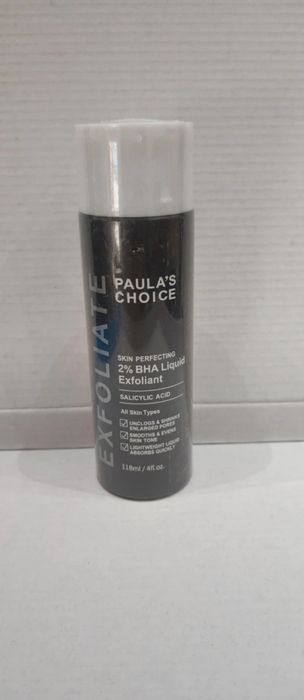 EXFOLIATE
PAULA'S
CHOICE
SKIN PERFECTING
2% BHA Liquid
Exfoliant
SALICYLIC ACID
All Skin Types
UNCLOGS & SHRINKS
ENLARGED PORES
SMOOTHS & EVENS
SKIN TONE
LIGHTWEIGHT LIQUID
ABSORBS QUICKLY
118ml / 4fl.oz.